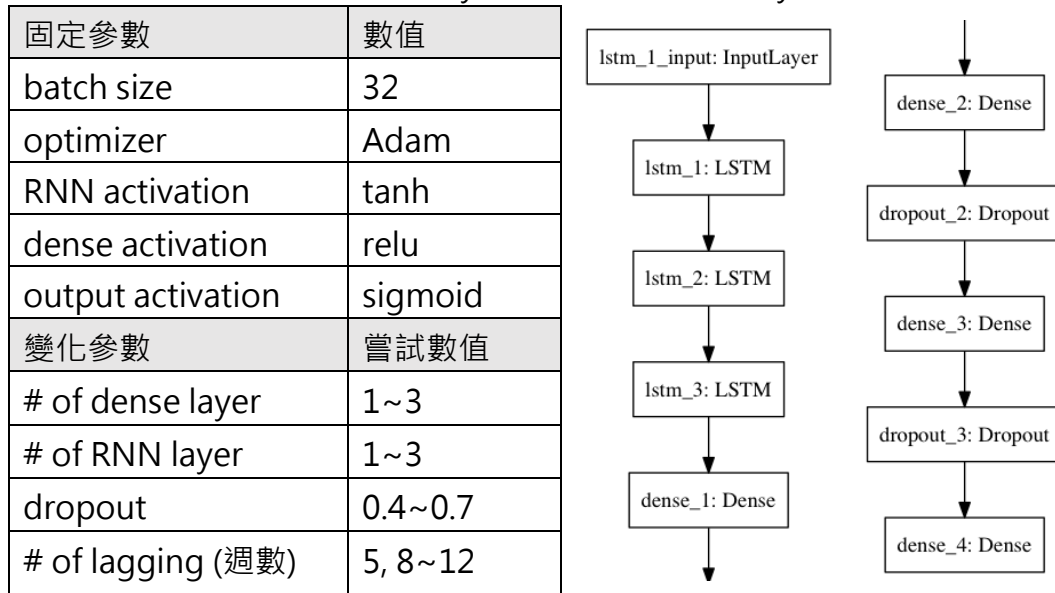 固定參數 數值
batch size 32
optimizer Adam
RNN activation tanh
dense activation relu
output activation sigmoid
變化參數 嘗試數值
# of dense layer 1~3
# of RNN layer 1~3
dropout 0.4~0.7
# of lagging (週數) 5, 8~12
lstm_1_input: InputLayer
lstm_1: LSTM
lstm_2: LSTM
lstm_3: LSTM
dense_1: Dense
dense_2: Dense
dropout_2: Dropout
dense_3: Dense
dropout_3: Dropout
dense_4: Dense